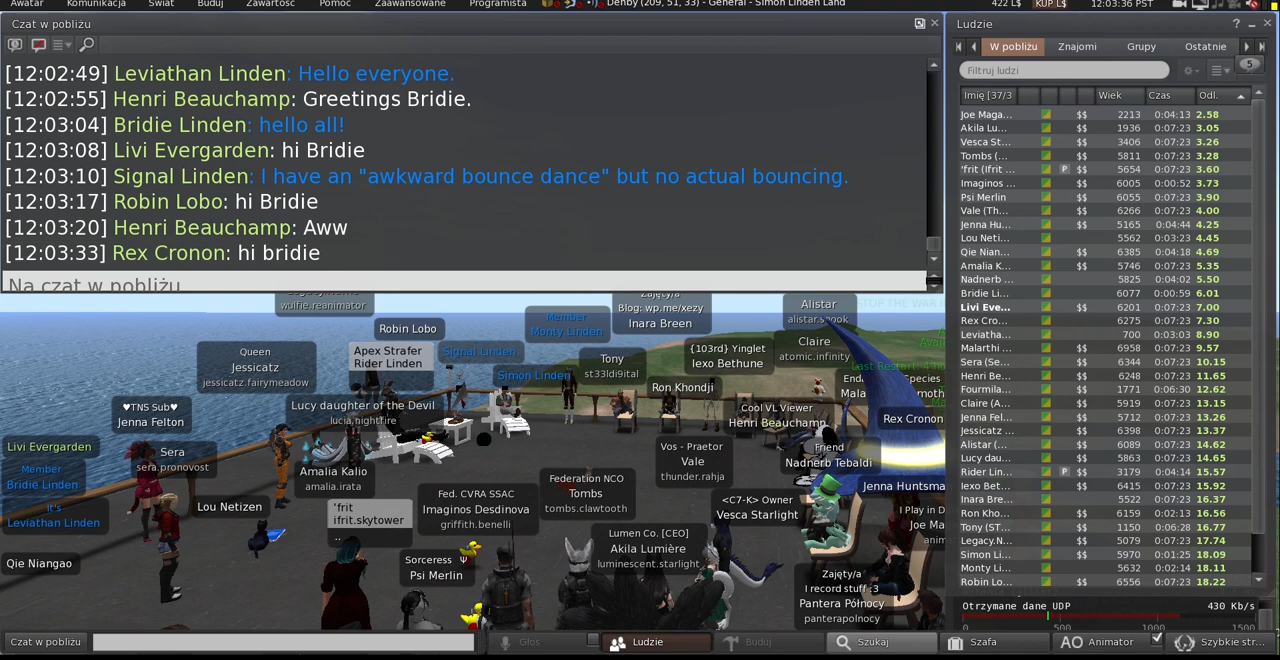 Awatar Komunikacja Świat Buduj Zawartość Pomoc Zaawansowane Programista Denby (209, 51, 33) - General - Simon Linden Land 422 L$ KUP L$ 12:03:36 PST
Czat w pobliżu
[12:02:49] Leviathan Linden: Hello everyone.
[12:02:55] Henri Beauchamp: Greetings Bridie.
[12:03:04] Bridie Linden: hello all!
[12:03:08] Livi Evergarden: hi Bridie
[12:03:10] Signal Linden: I have an "awkward bounce dance" but no actual bouncing.
[12:03:17] Robin Lobo: hi Bridie
[12:03:20] Henri Beauchamp: Aww
[12:03:33] Rex Cronon: hi bridie
Na czat w pobliżu
wulfie.reanimator
Zajęty/a
Blog: wp.me/xezy
Inara Breen
Member
Monty Linden
Alistar
alistar.spook
Robin Lobo
Apex Strafer
Rider Linden
Signal Linden
Simon Linden
Queen
Jessicatz
jessicatz.fairymeadow
Tony
st33ldi9ital
{103rd} Yinglet
Iexo Bethune
Claire
atomic.infinity
Ron Khondji
Lucy daughter of the Devil
lucia.nightfire
♥TNS Sub♥
Jenna Felton
Cool VL Viewer
Henri Beauchamp
Rex Cronon
Livi Evergarden
Sera
sera.pronovost
Member
Bridie Linden
It's
Leviathan Linden
Amalia Kalio
amalia.irata
Vos - Praetor
Vale
thunder.rahja
Friend
Nadnerb Tebaldi
Jenna Huntsma
Lou Netizen
'frit
ifrit.skytower
Fed. CVRA SSAC
Imaginos Desdinova
griffith.benelli
Federation NCO
Tombs
tombs.clawtooth
<C7-K> Owner
Vesca Starlight
I Play in D
Joe Ma
anim
Qie Niangao
Sorceress Ψ
Psi Merlin
Lumen Co. [CEO]
Akila Lumière
luminescent.starlight
Zajęty/a
I record stuff :3
Pantera Północy
panterapolnocy
Czat w pobliżu Głos Ludzie Buduj Szukaj Szafa AO Animator Szybkie str...
Ludzie
W pobliżu Znajomi Grupy Ostatnie
Filtruj ludzi 5
Imię [37/3 Wiek Czas Odl.
Joe Maga... $$ 2213 0:04:13 2.58
Akila Lu... $$ 1936 0:07:23 3.05
Vesca St... $$ 3406 0:07:23 3.26
Tombs (... $$ 5811 0:07:23 3.28
'frit (Ifrit ... P $$ 5654 0:07:23 3.60
Imaginos ... $$ 6005 0:00:52 3.73
Psi Merlin $$ 6055 0:07:23 3.90
Vale (Th... $$ 6266 0:07:23 4.00
Jenna Hu... $$ 5165 0:04:44 4.25
Lou Neti... 5562 0:03:23 4.45
Qie Nian... $$ 6385 0:04:18 4.69
Amalia K... $$ 5746 0:07:23 5.35
Nadnerb ... 5825 0:04:02 5.50
Bridie Li... 6077 0:00:59 6.01
Livi Eve... $$ 6201 0:07:23 7.00
Rex Cro... 6275 0:07:23 7.30
Leviatha... 700 0:03:03 8.90
Malarthi ... $$ 6958 0:07:23 9.57
Sera (Se... $$ 6344 0:07:23 10.15
Henri Be... $$ 6248 0:07:23 11.65
Fourmila... $$ 1771 0:06:30 12.62
Claire (A... $$ 5919 0:07:23 13.15
Jenna Fel... $$ 5712 0:07:23 13.26
Jessicatz ... $$ 6398 0:07:23 13.37
Alistar (... $$ 6089 0:07:23 14.62
Lucy dau... $$ 5863 0:07:23 14.65
Rider Lin... P $$ 3179 0:04:14 15.57
Iexo Bet... $$ 6415 0:07:23 15.92
Inara Bre... 5522 0:07:23 16.37
Ron Kho... $$ 6159 0:02:13 16.56
Tony (ST... $$ 1150 0:06:28 16.77
Legacy.N... $$ 5079 0:07:23 17.74
Simon Li... $$ 5970 0:01:25 18.09
Monty Li... 5632 0:02:14 18.11
Robin Lo... $$ 6556 0:07:23 18.22
Otrzymane dane UDP 430 Kb/s
0 500 1000 1500